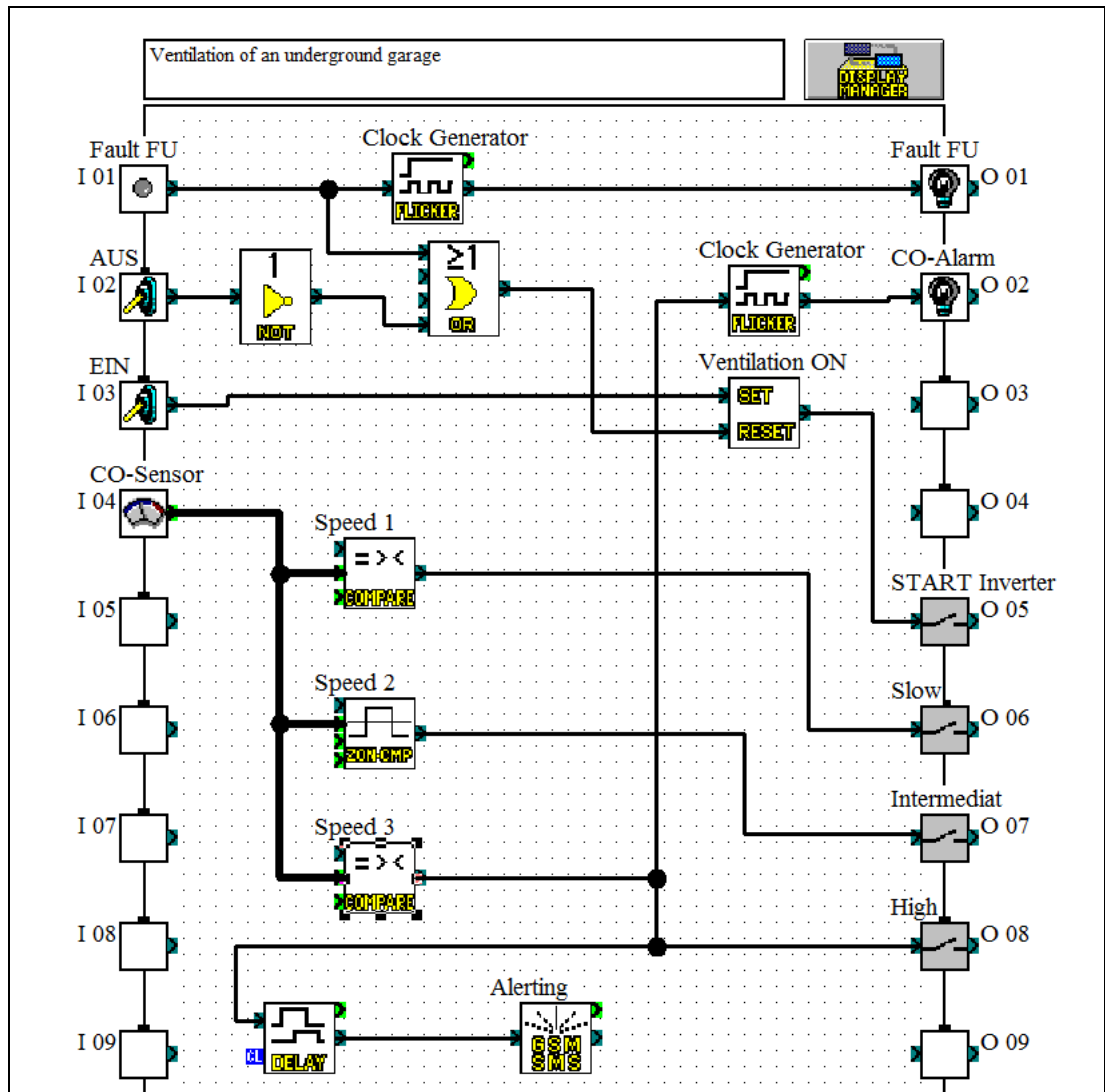 Ventilation of an underground garage
DISPLAY
MANAGER
Fault FU
Clock Generator
Fault FU
I 01
FLICKER
O 01
AUS
≥1
Clock Generator
CO-Alarm
I 02
1
NOT
OR
FLICKER
O 02
EIN
Ventilation ON
I 03
SET
RESET
O 03
CO-Sensor
I 04
O 04
Speed 1
= > <
COMPARE
START Inverter
I 05
O 05
Speed 2
Slow
I 06
ZON-CMP
O 06
Speed 3
Intermediat
I 07
= > <
COMPARE
O 07
High
I 08
O 08
Alerting
I 09
CL
DELAY
GSM
SMS
O 09